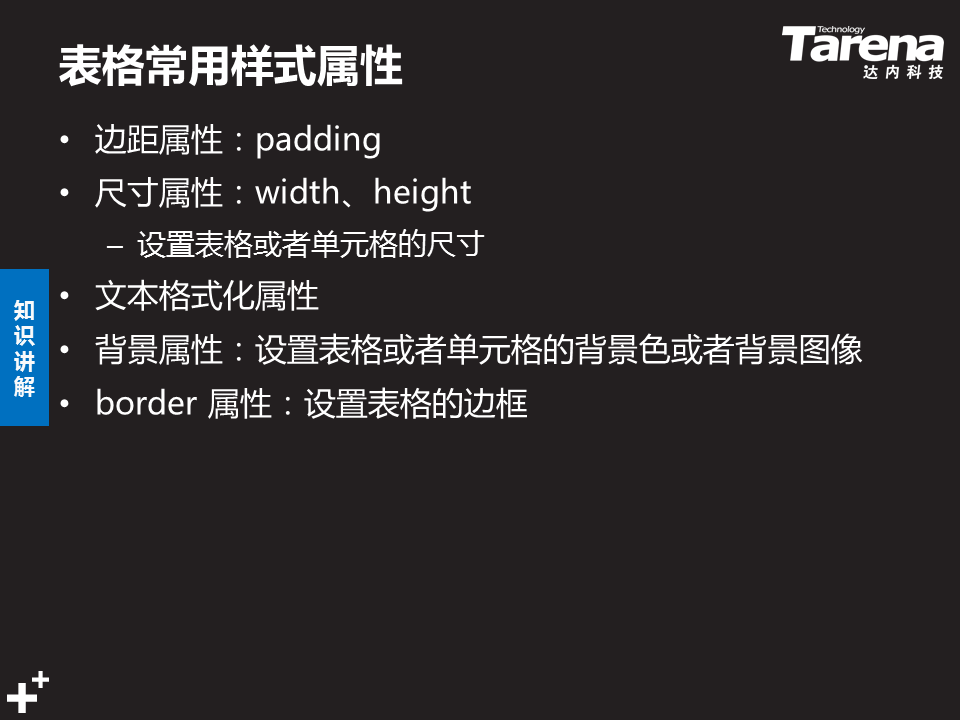 表格常用样式属性
Technology
Tarena
达内科技
• 边距属性：padding
• 尺寸属性：width、height
– 设置表格或者单元格的尺寸
• 文本格式化属性
• 背景属性：设置表格或者单元格的背景色或者背景图像
• border 属性：设置表格的边框
知识讲解